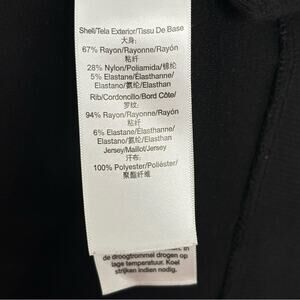 Shell/Tela Exterior/Tissu De Base
大身:
67% Rayon/Rayonne/Rayón
粘纤
28% Nylon/Poliamida/锦纶
5% Elastane/Élasthanne/
Elastano/氨纶/Elasthan
Rib/Cordoncillo/Bord Côte/
罗纹:
94% Rayon/Rayonne/Rayón
粘纤
6% Elastane/Élasthanne/
Elastano/氨纶/Elasthan
Jersey/Maillot/Jersey
汗布:
100% Polyester/Poliéster/
聚酯纤维
in
de droogtrommel drogen op
lage temperatuur. Koel
strijken indien nodig.